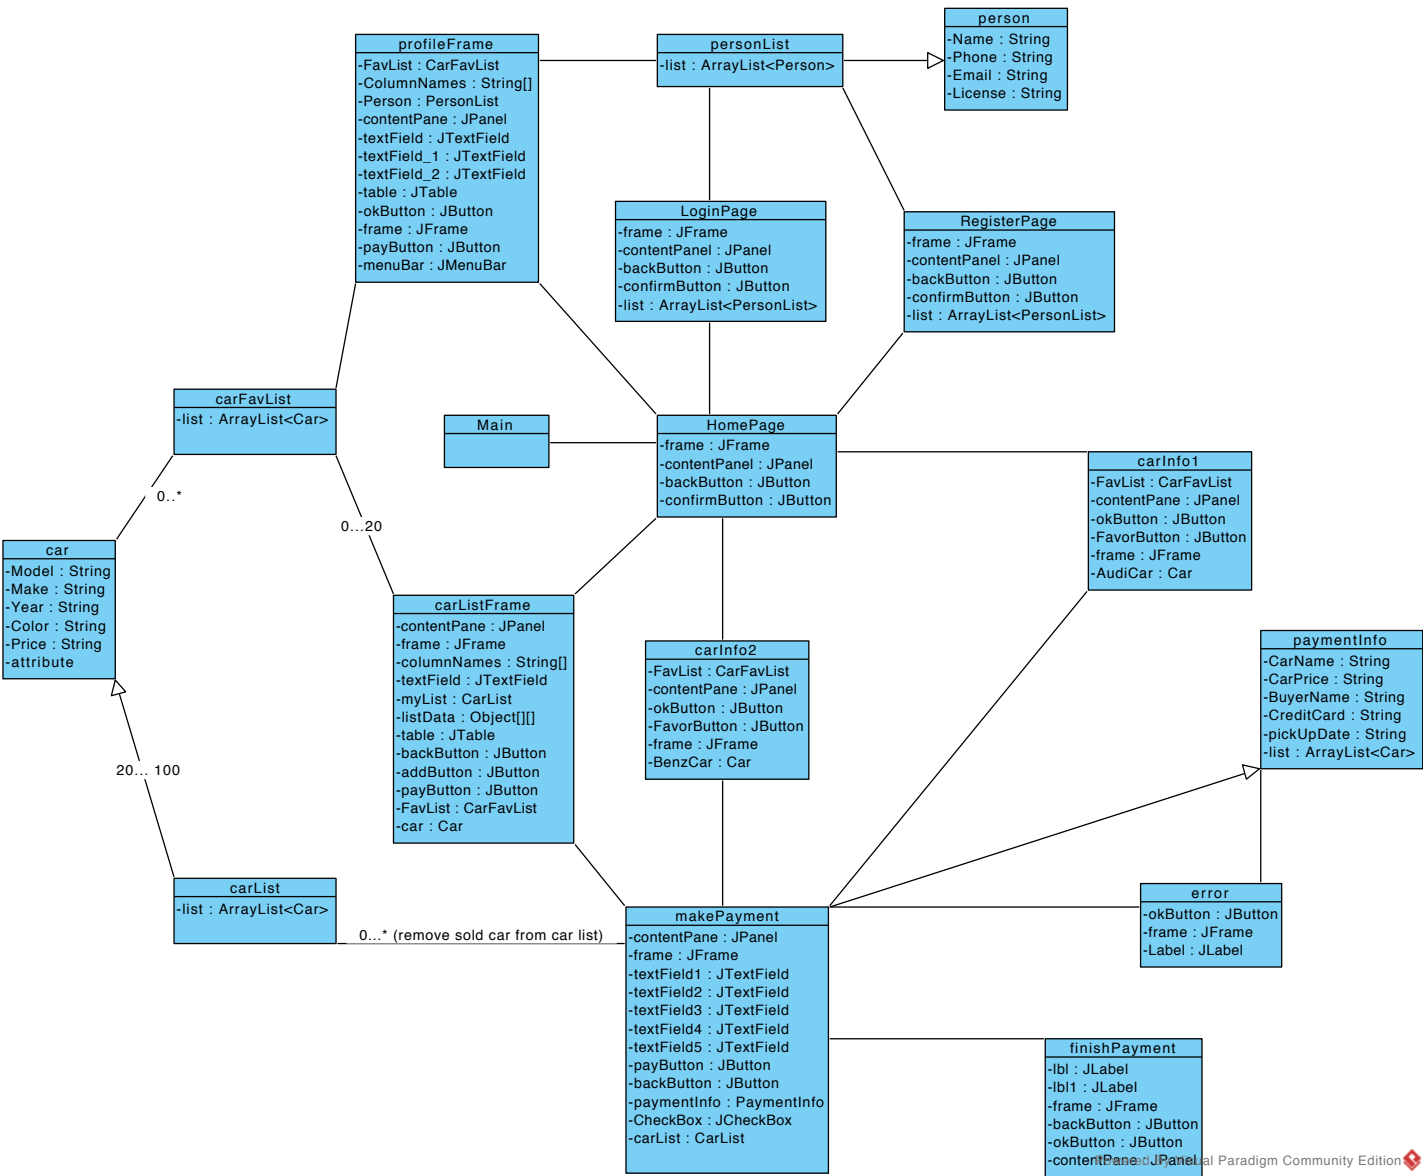 person
-Name : String
-Phone : String
-Email : String
-License : String
profileFrame
-FavList : CarFavList
-ColumnNames : String[]
-Person : PersonList
-contentPane : JPanel
-textField : JTextField
-textField_1 : JTextField
-textField_2 : JTextField
-table : JTable
-okButton : JButton
-frame : JFrame
-payButton : JButton
-menuBar : JMenuBar
personList
-list : ArrayList<Person>
LoginPage
-frame : JFrame
-contentPanel : JPanel
-backButton : JButton
-confirmButton : JButton
-list : ArrayList<PersonList>
RegisterPage
-frame : JFrame
-contentPanel : JPanel
-backButton : JButton
-confirmButton : JButton
-list : ArrayList<PersonList>
carFavList
-list : ArrayList<Car>
Main
HomePage
-frame : JFrame
-contentPanel : JPanel
-backButton : JButton
-confirmButton : JButton
carInfo1
-FavList : CarFavList
-contentPane : JPanel
-okButton : JButton
-FavorButton : JButton
-frame : JFrame
-AudiCar : Car
0..*
0...20
car
-Model : String
-Make : String
-Year : String
-Color : String
-Price : String
-attribute
carListFrame
-contentPane : JPanel
-frame : JFrame
-columnNames : String[]
-textField : JTextField
-myList : CarList
-listData : Object[][]
-table : JTable
-backButton : JButton
-addButton : JButton
-payButton : JButton
-FavList : CarFavList
-car : Car
carInfo2
-FavList : CarFavList
-contentPane : JPanel
-okButton : JButton
-FavorButton : JButton
-frame : JFrame
-BenzCar : Car
paymentInfo
-CarName : String
-CarPrice : String
-BuyerName : String
-CreditCard : String
-pickUpDate : String
-list : ArrayList<Car>
20... 100
carList
-list : ArrayList<Car>
0...* (remove sold car from car list)
makePayment
-contentPane : JPanel
-frame : JFrame
-textField1 : JTextField
-textField2 : JTextField
-textField3 : JTextField
-textField4 : JTextField
-textField5 : JTextField
-payButton : JButton
-backButton : JButton
-paymentInfo : PaymentInfo
-CheckBox : JCheckBox
-carList : CarList
error
-okButton : JButton
-frame : JFrame
-Label : JLabel
finishPayment
-lbl : JLabel
-lbl1 : JLabel
-frame : JFrame
-backButton : JButton
-okButton : JButton
-contentPane : JPanel
Powered By Visual Paradigm Community Edition